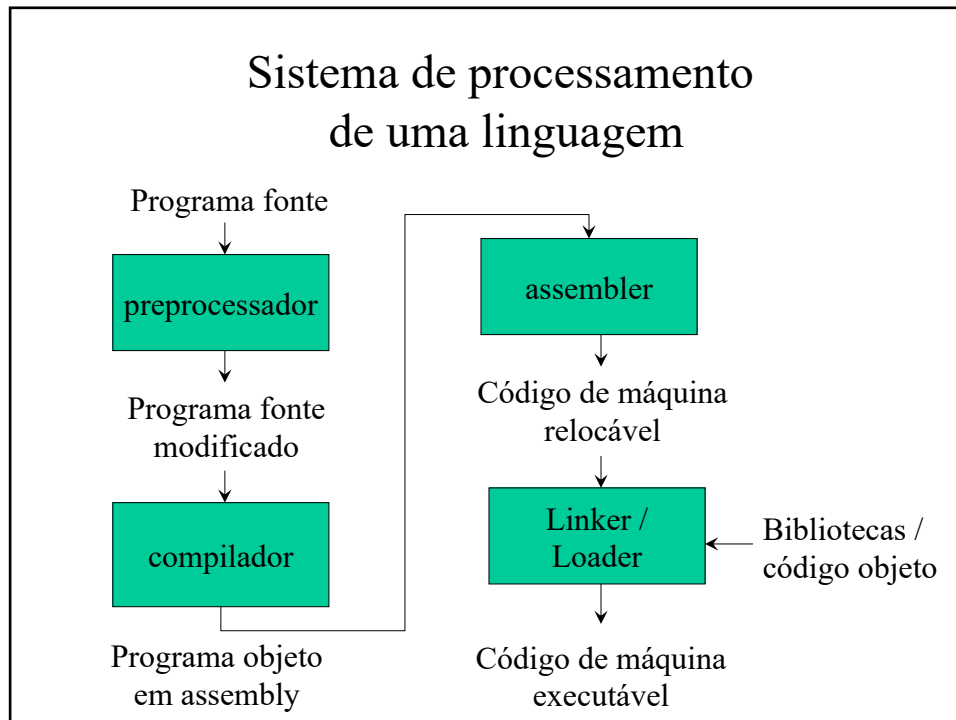 Sistema de processamento
de uma linguagem
Programa fonte
preprocessador
Programa fonte
modificado
compilador
Programa objeto
em assembly
assembler
Código de máquina
relocável
Linker /
Loader
Bibliotecas /
código objeto
Código de máquina
executável